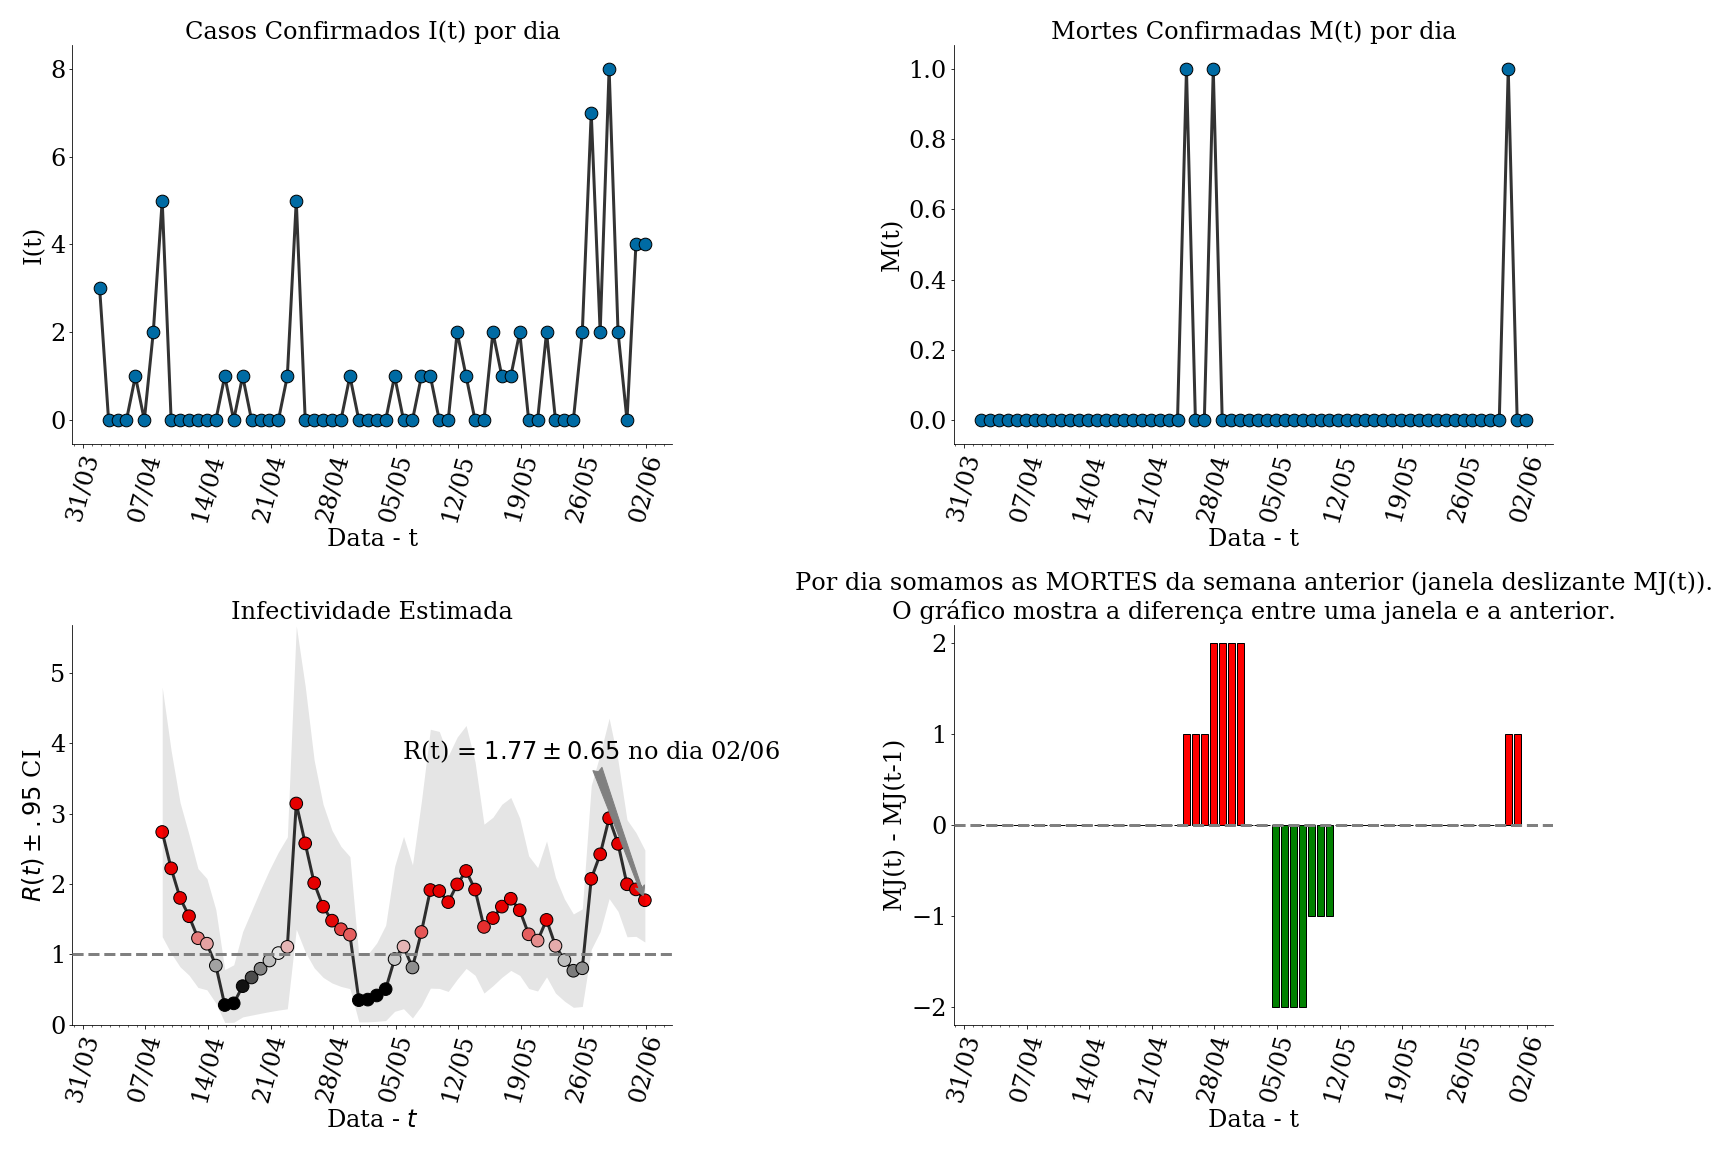 Casos Confirmados I(t) por dia
I(t)
8
6
4
2
0
31/03 07/04 14/04 21/04 28/04 05/05 12/05 19/05 26/05 02/06
Data - t
Mortes Confirmadas M(t) por dia
M(t)
1.0
0.8
0.6
0.4
0.2
0.0
31/03 07/04 14/04 21/04 28/04 05/05 12/05 19/05 26/05 02/06
Data - t
Infectividade Estimada
R(t) ± .95 CI
5
4
3
2
1
0
R(t) = 1.77 ± 0.65 no dia 02/06
31/03 07/04 14/04 21/04 28/04 05/05 12/05 19/05 26/05 02/06
Data - t
Por dia somamos as MORTES da semana anterior (janela deslizante MJ(t)).
O gráfico mostra a diferença entre uma janela e a anterior.
MJ(t) - MJ(t-1)
2
1
0
−1
−2
31/03 07/04 14/04 21/04 28/04 05/05 12/05 19/05 26/05 02/06
Data - t